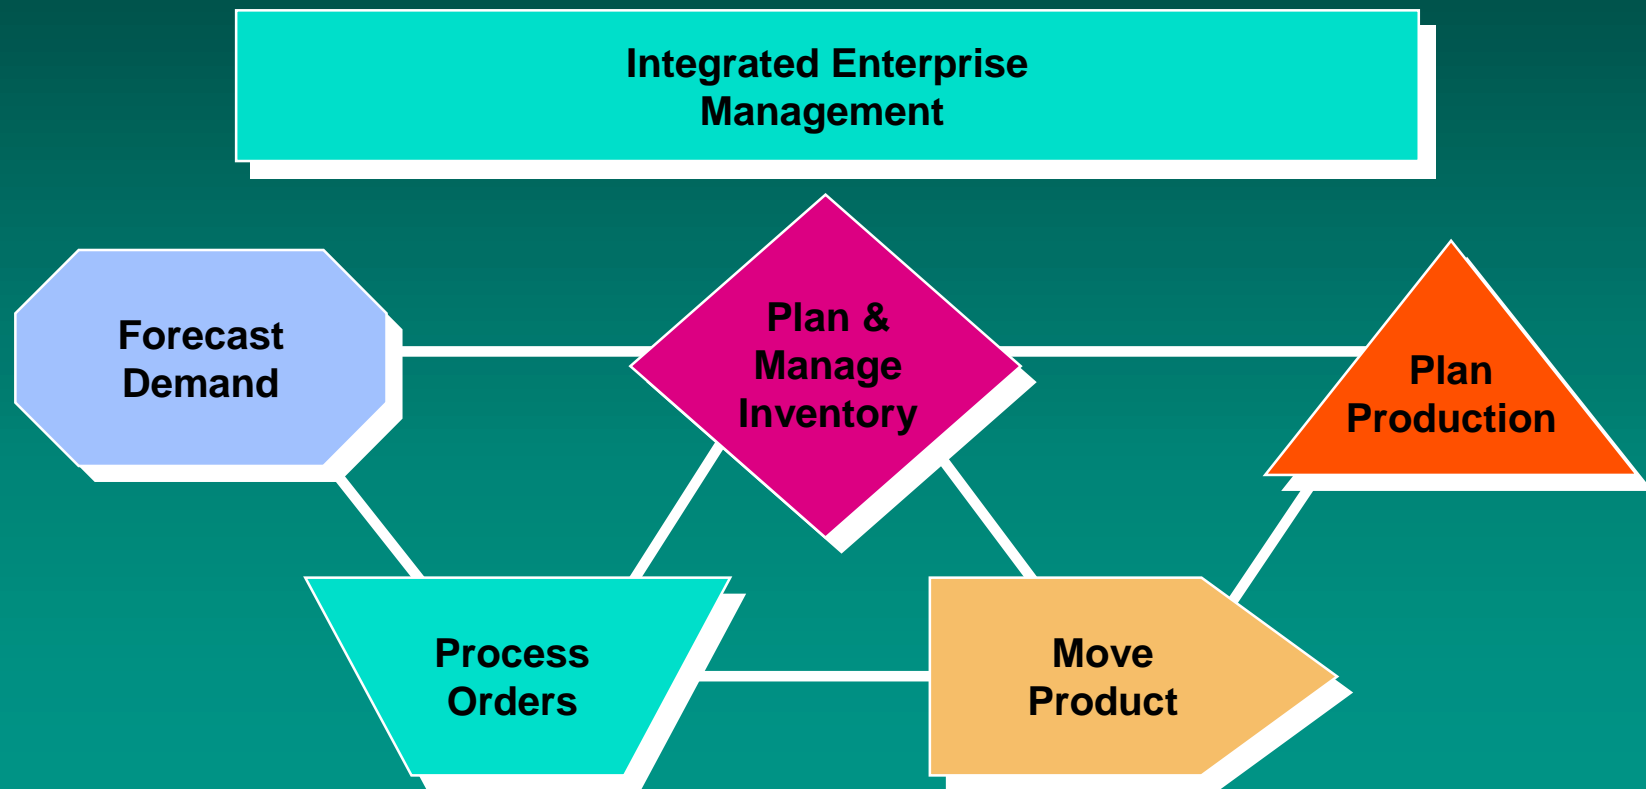 Integrated Enterprise
Management
Forecast
Demand
Plan &
Manage
Inventory
Plan
Production
Process
Orders
Move
Product